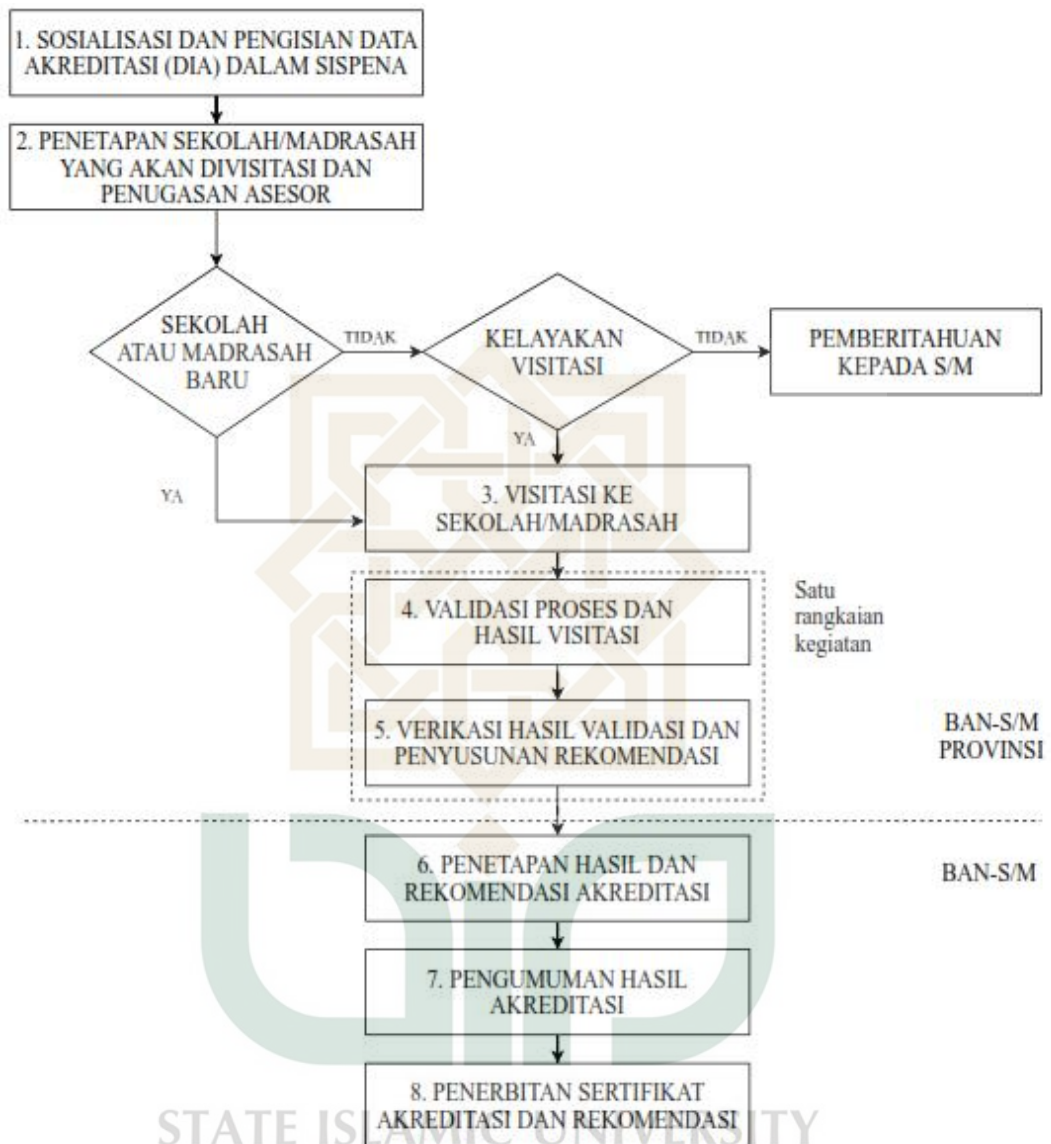 1. SOSIALISASI DAN PENGISIAN DATA
AKREDITASI (DIA) DALAM SISPENA
2. PENETAPAN SEKOLAH/MADRASAH
YANG AKAN DIVISITASI DAN
PENUGASAN ASESOR
SEKOLAH
ATAU MADRASAH
BARU
TIDAK
KELAYAKAN
VISITASI
TIDAK
PEMBERITAHUAN
KEPADA S/M
YA
YA
3. VISITASI KE
SEKOLAH/MADRASAH
4. VALIDASI PROSES DAN
HASIL VISITASI
Satu
rangkaian
kegiatan
5. VERIKASI HASIL VALIDASI DAN
PENYUSUNAN REKOMENDASI
BAN-S/M
PROVINSI
6. PENETAPAN HASIL DAN
REKOMENDASI AKREDITASI
BAN-S/M
7. PENGUMUMAN HASIL
AKREDITASI
8. PENERBITAN SERTIFIKAT
AKREDITASI DAN REKOMENDASI
STATE ISLAMIC UNIVERSITY